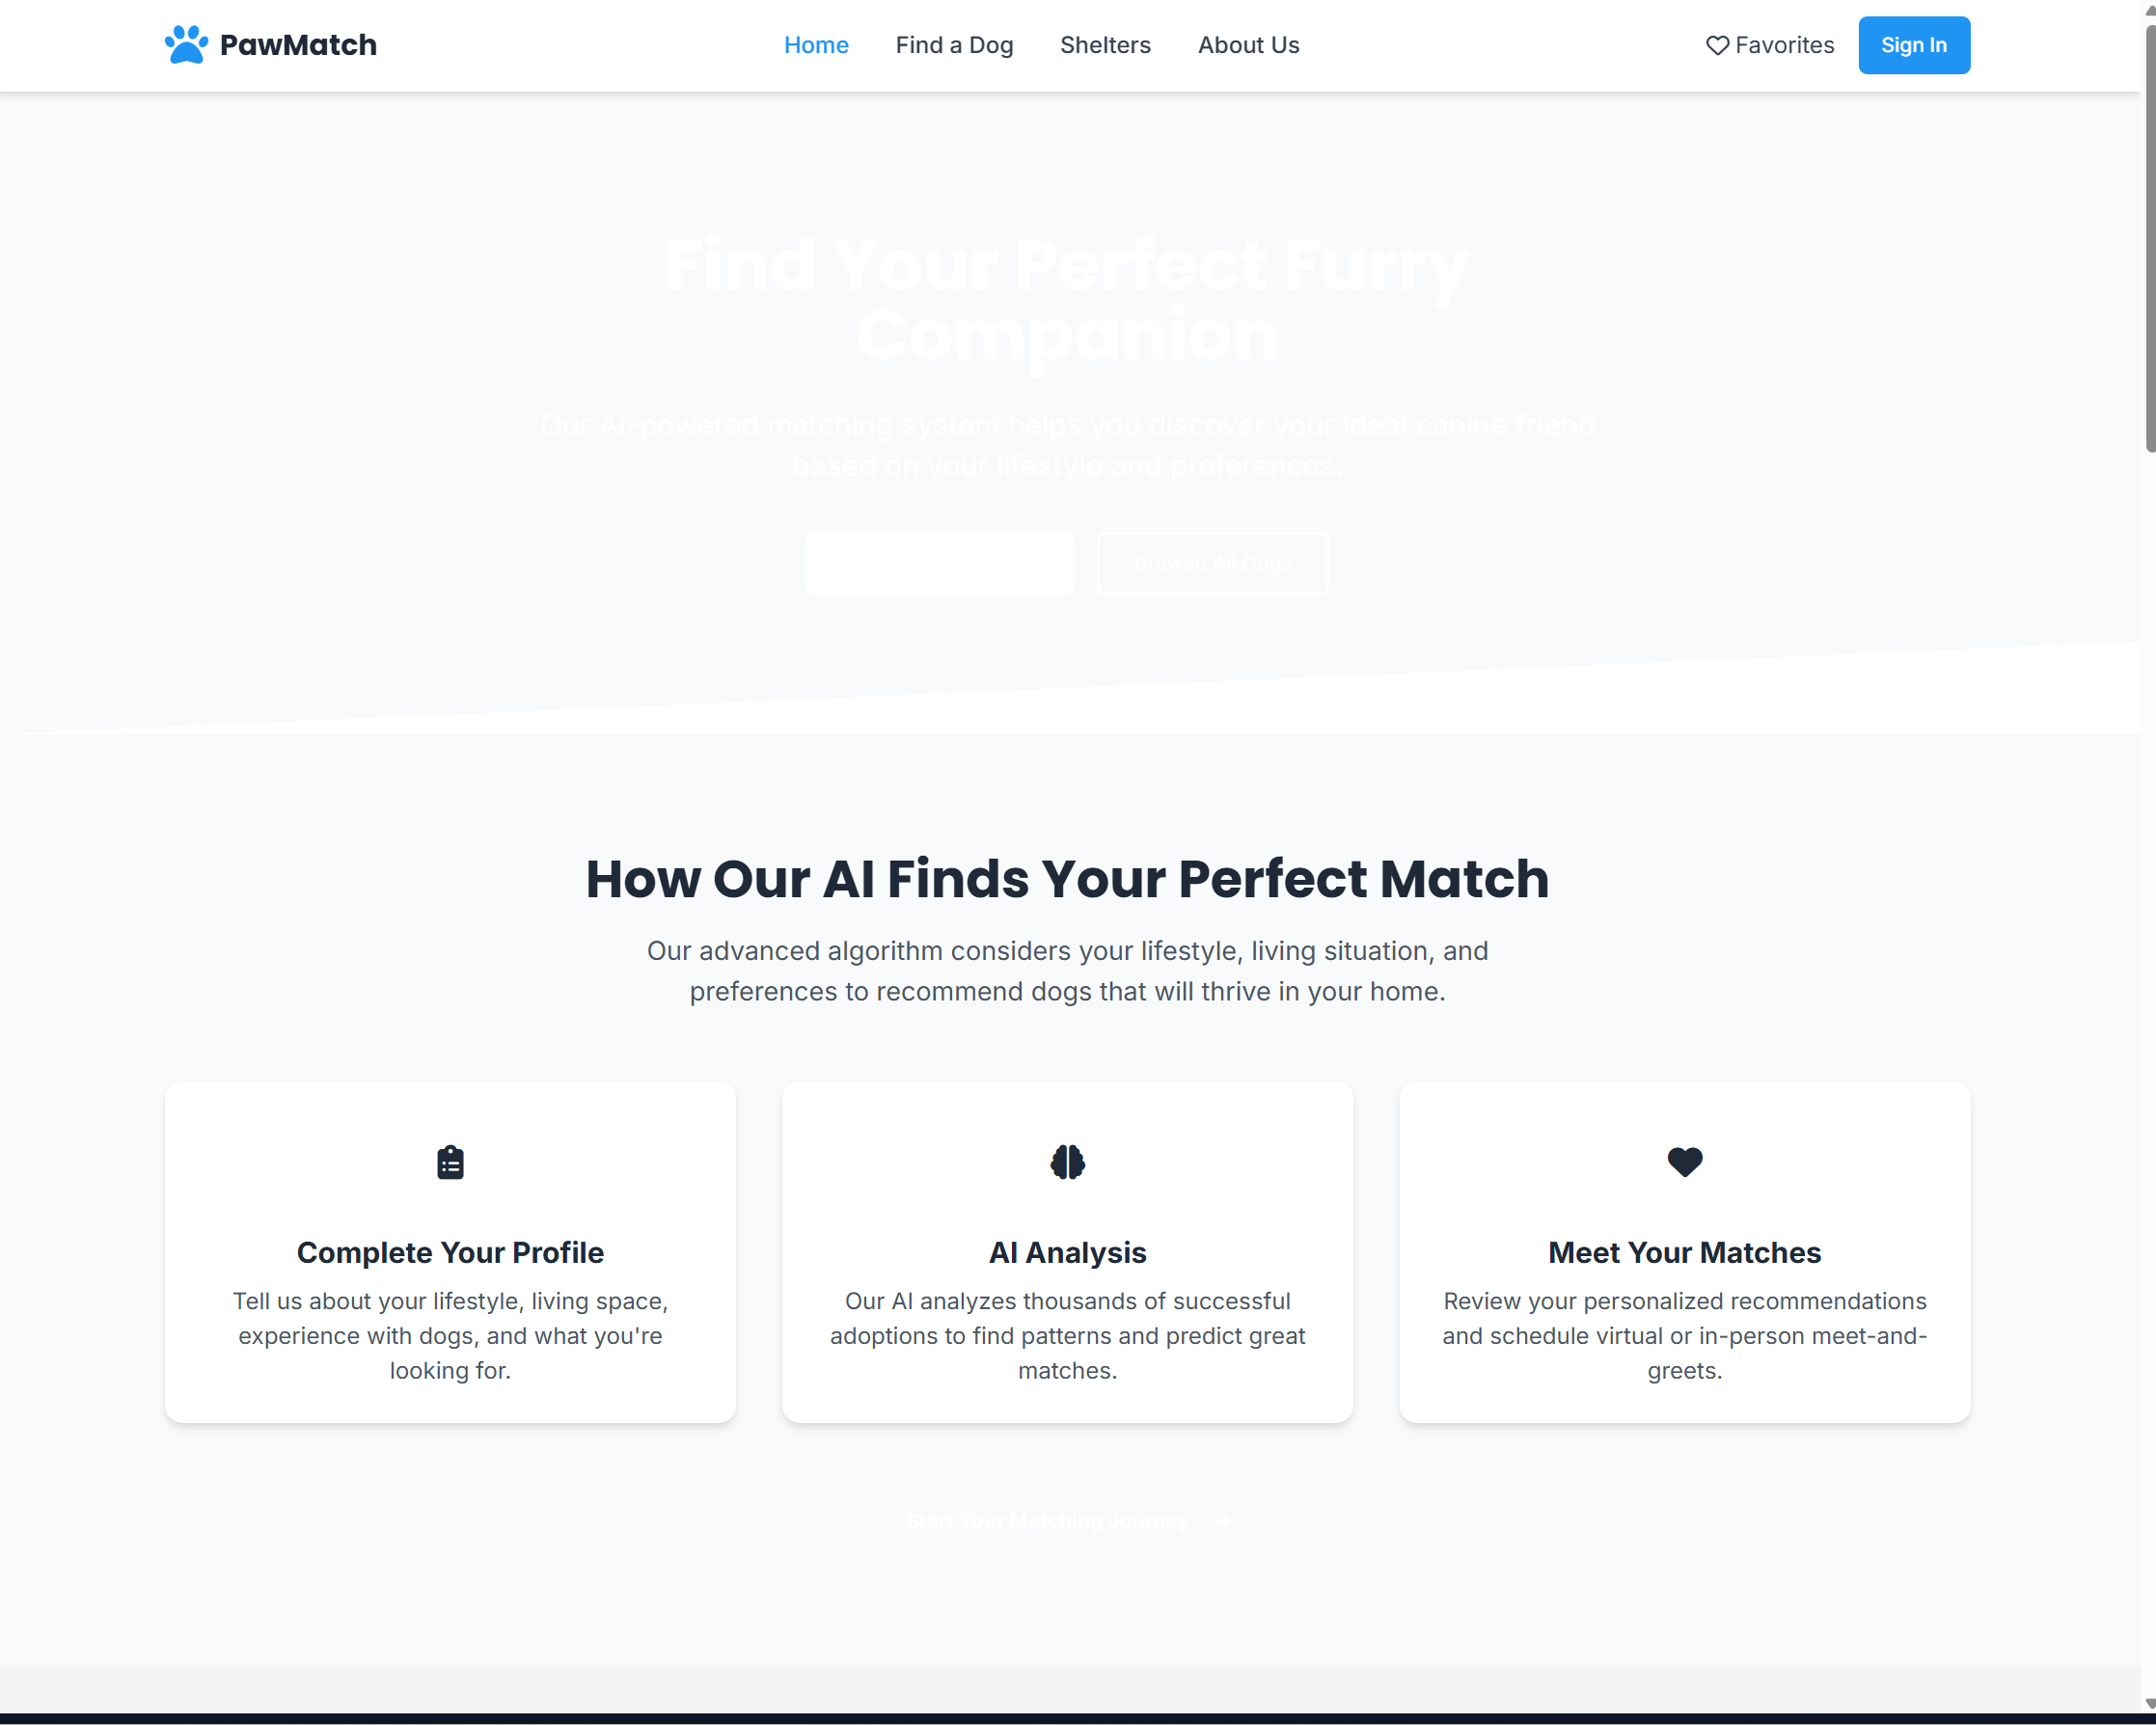 PawMatch
Home
Find a Dog
Shelters
About Us
Favorites
Sign In
Find Your Perfect Furry
Companion
Our AI-powered matching system helps you discover your ideal canine friend
based on your lifestyle and preferences.
Browse All Dogs
How Our AI Finds Your Perfect Match
Our advanced algorithm considers your lifestyle, living situation, and
preferences to recommend dogs that will thrive in your home.
Complete Your Profile
Tell us about your lifestyle, living space,
experience with dogs, and what you're
looking for.
AI Analysis
Our AI analyzes thousands of successful
adoptions to find patterns and predict great
matches.
Meet Your Matches
Review your personalized recommendations
and schedule virtual or in-person meet-and-
greets.
Start Your Matching Journey